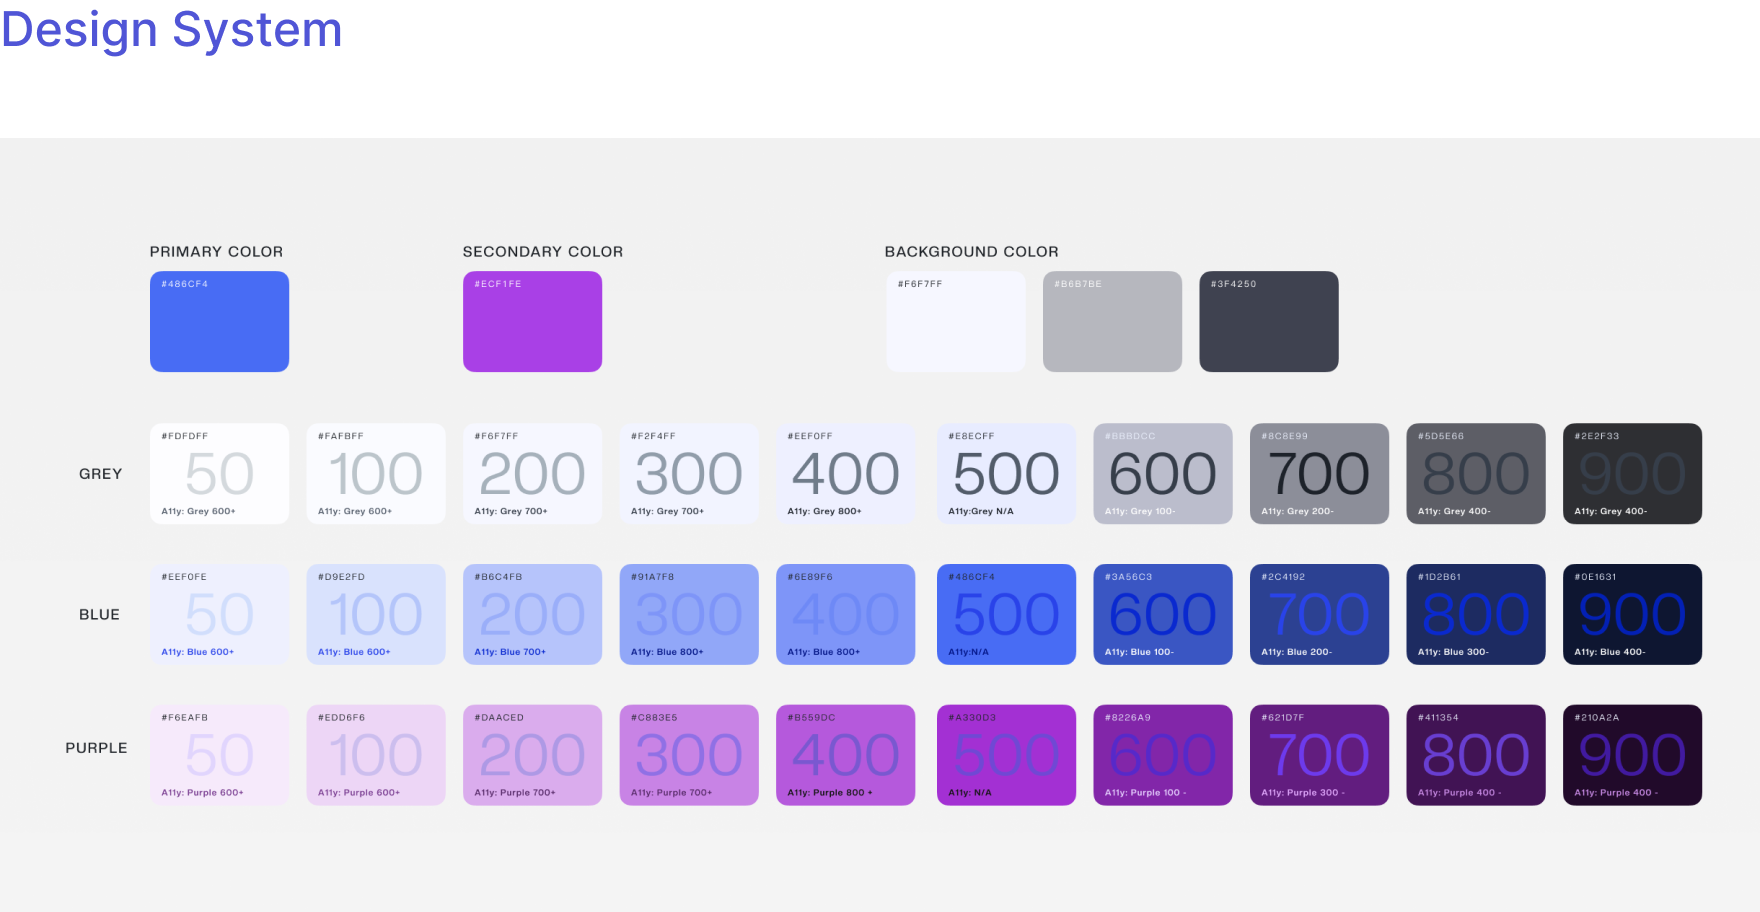 Design System
PRIMARY COLOR
SECONDARY COLOR
BACKGROUND COLOR
#486CF4
#ECF1FE
#F6F7FF
#B6B7BE
#3F4250
GREY
#FDFDFF
50
A11y: Grey 600+
#FAFBFF
100
A11y: Grey 600+
#F6F7FF
200
A11y: Grey 700+
#F2F4FF
300
A11y: Grey 700+
#EEF0FF
400
A11y: Grey 800+
#E8ECFF
500
A11y:Grey N/A
#BBBDCC
600
A11y: Grey 100-
#8C8E99
700
A11y: Grey 200-
#5D5E66
800
A11y: Grey 400-
#2E2F33
900
A11y: Grey 400-
BLUE
#EEF0FE
50
A11y: Blue 600+
#D9E2FD
100
A11y: Blue 600+
#B6C4FB
200
A11y: Blue 700+
#91A7F8
300
A11y: Blue 800+
#6E89F6
400
A11y: Blue 800+
#486CF4
500
A11y:N/A
#3A56C3
600
A11y: Blue 100-
#2C4192
700
A11y: Blue 200-
#1D2B61
800
A11y: Blue 300-
#0E1631
900
A11y: Blue 400-
PURPLE
#F6EAFB
50
A11y: Purple 600+
#EDD6F6
100
A11y: Purple 600+
#DAACED
200
A11y: Purple 700+
#C883E5
300
A11y: Purple 700+
#B559DC
400
A11y: Purple 800 +
#A330D3
500
A11y: N/A
#8226A9
600
A11y: Purple 100 -
#621D7F
700
A11y: Purple 300 -
#411354
800
A11y: Purple 400 -
#210A2A
900
A11y: Purple 400 -